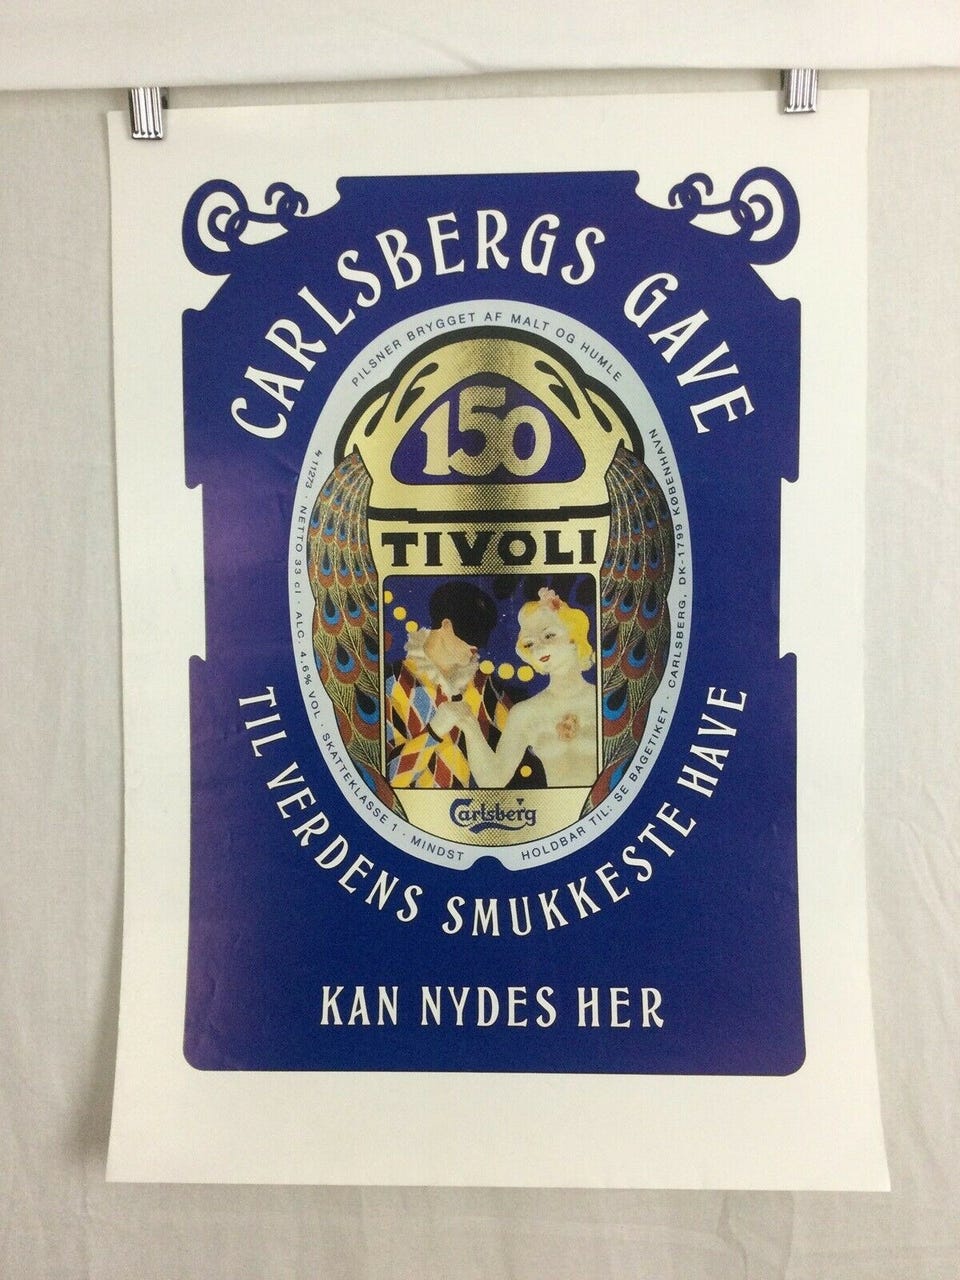 CARLSBERGS GAVE
PILSNER BRYGGET AF MALT OG HUMLE
150
TIVOLI
Carlsberg
411273 · NETTO 33 cl · ALC. 4,6% VOL · SKATTEKLASSE 1 · MINDST
HOLDBAR TIL: SE BAGETIKET · CARLSBERG, DK-1799 KØBENHAVN
TIL VERDENS SMUKKESTE HAVE
KAN NYDES HER